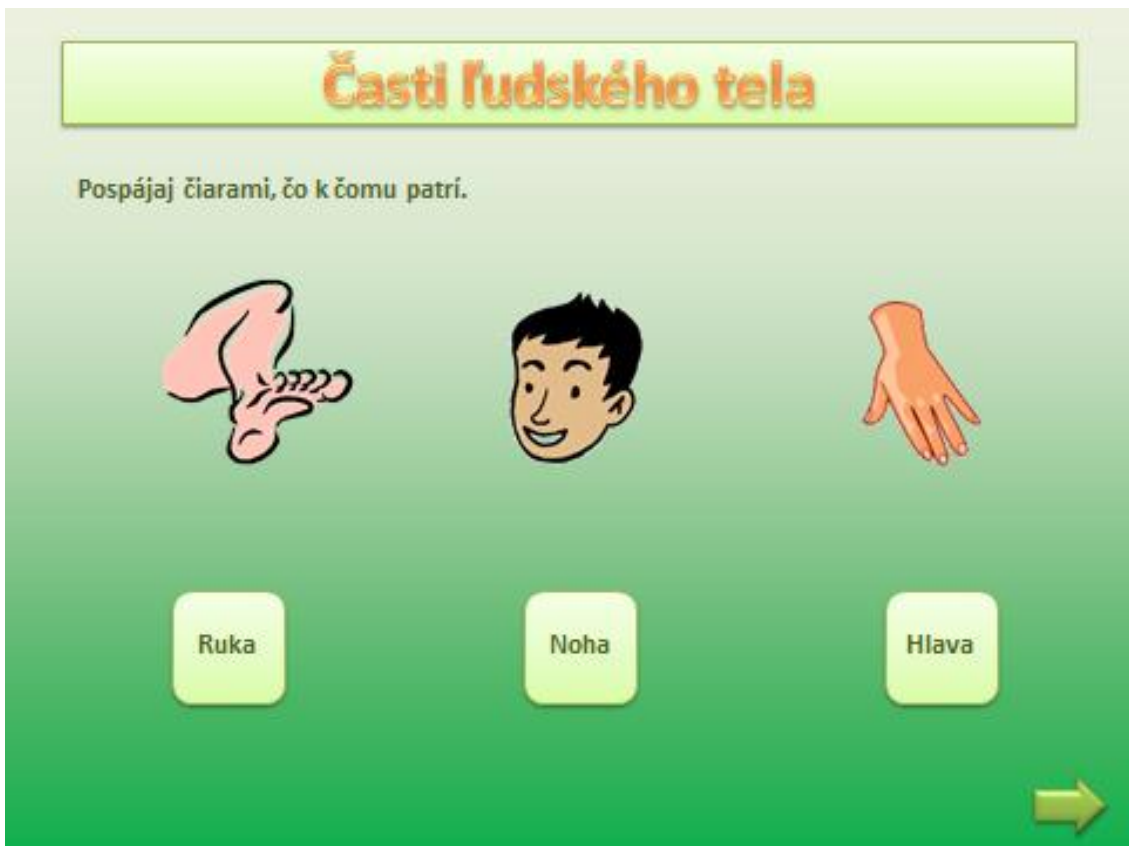 Časti ľudského tela
Pospájaj čiarami, čo k čomu patrí.
Ruka
Noha
Hlava